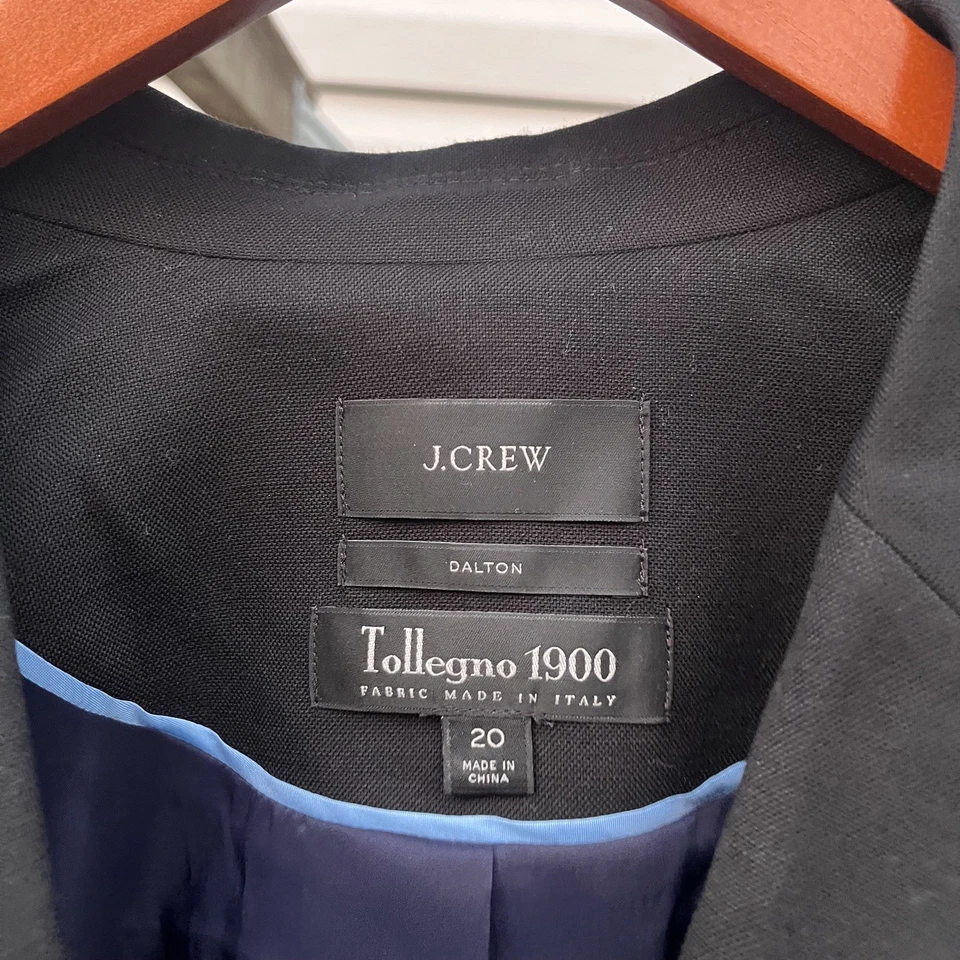 J.CREW
DALTON
Tollegno 1900
FABRIC MADE IN ITALY
20
MADE IN
CHINA